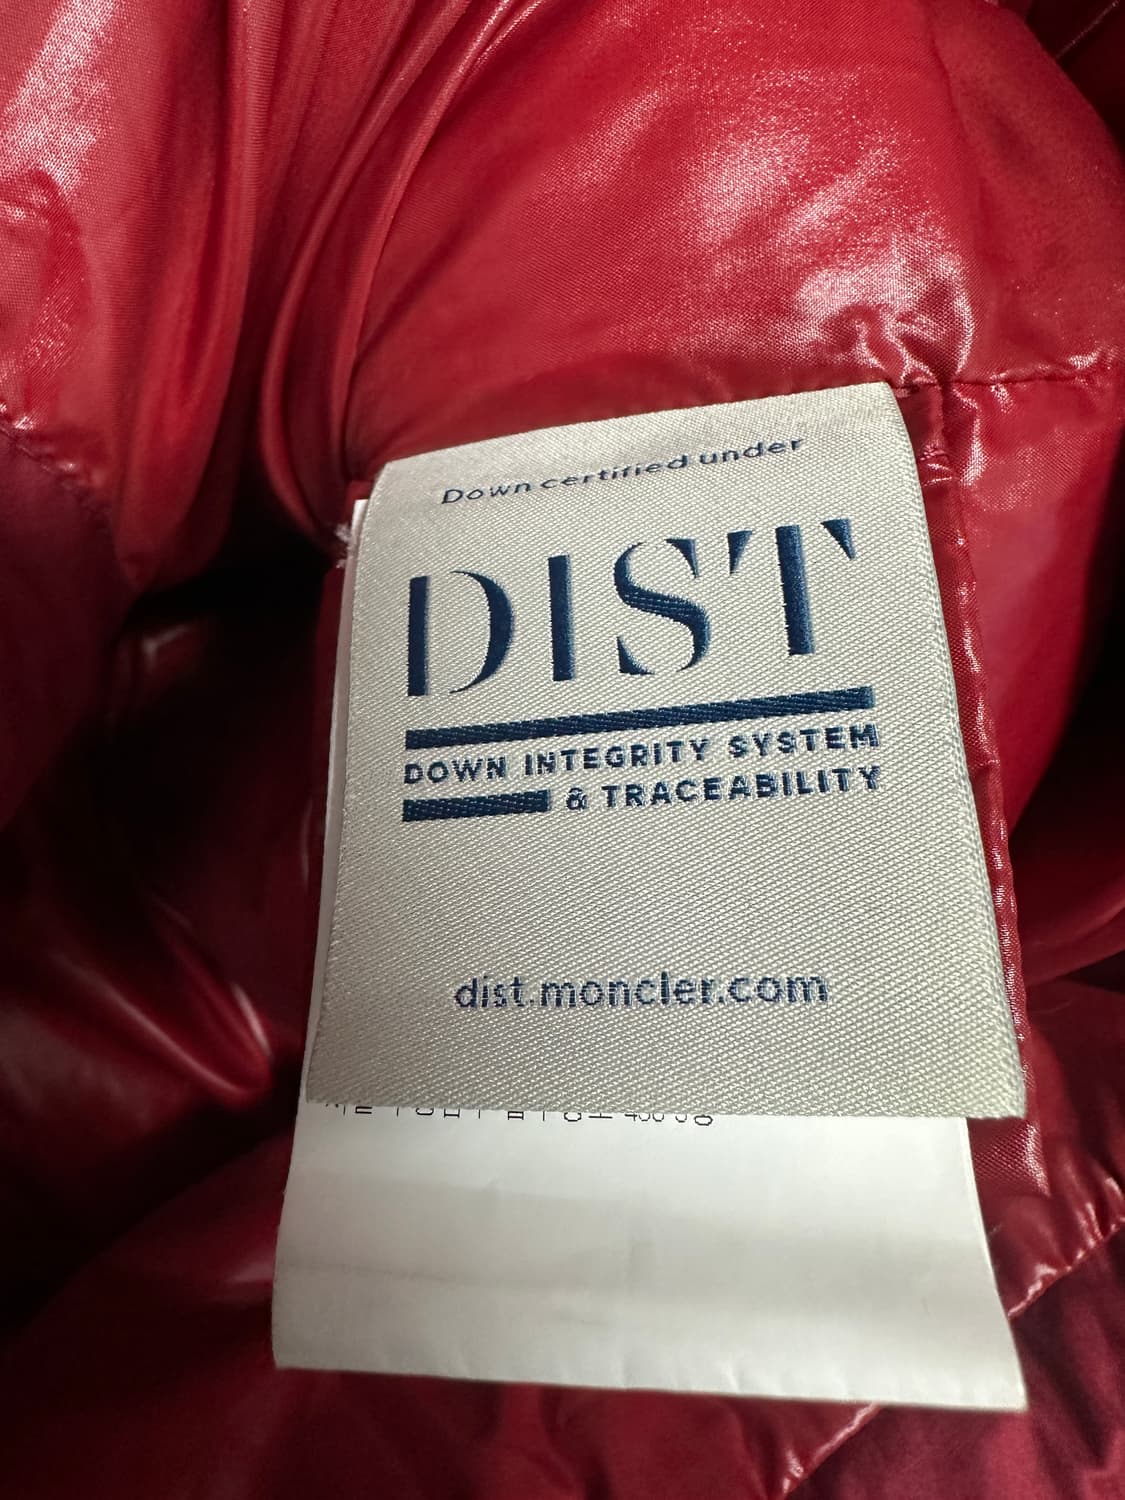 Down certified under
DIST
DOWN INTEGRITY SYSTEM
& TRACEABILITY
dist.moncler.com